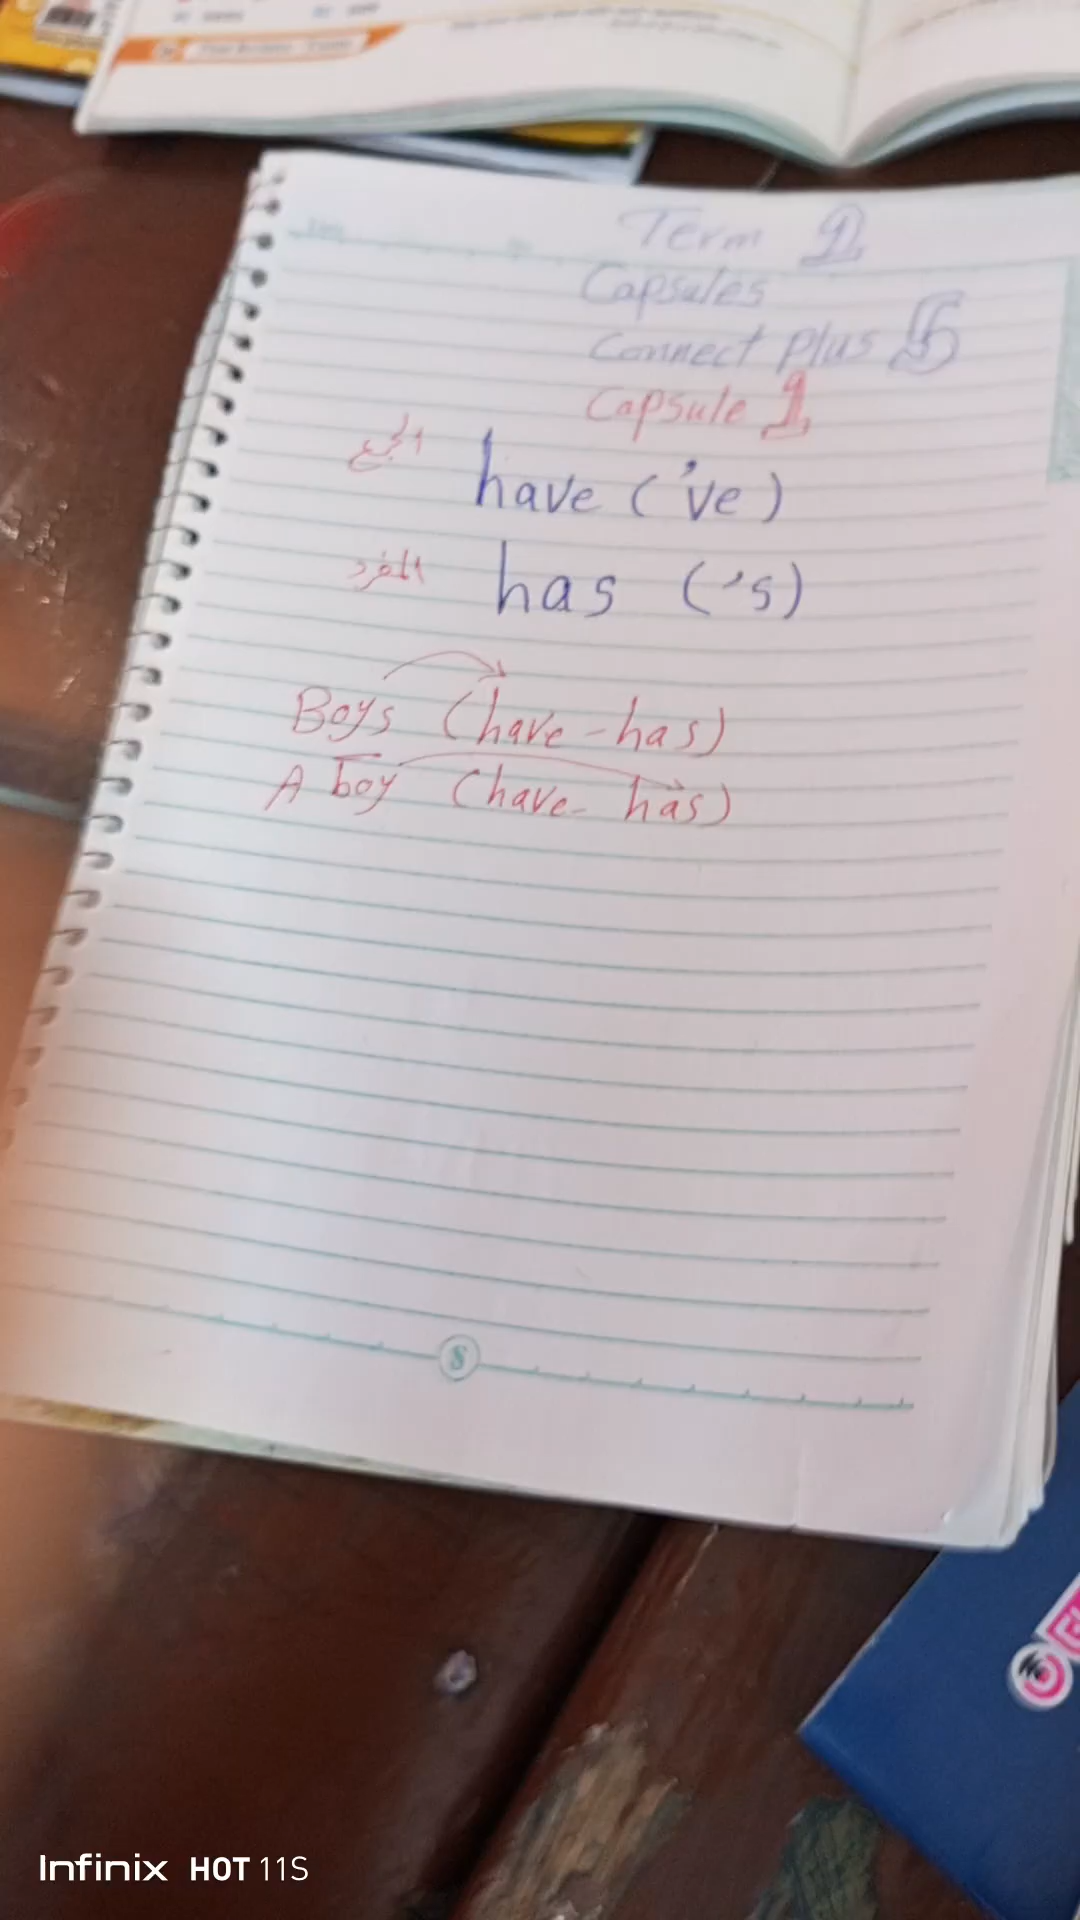 Term 2
Capsules
Connect Plus 5
Capsule 1
الجمع have ('ve)
المفرد has ('s)
Boys (have - has)
A boy (have - has)
8
Infinix HOT 11S